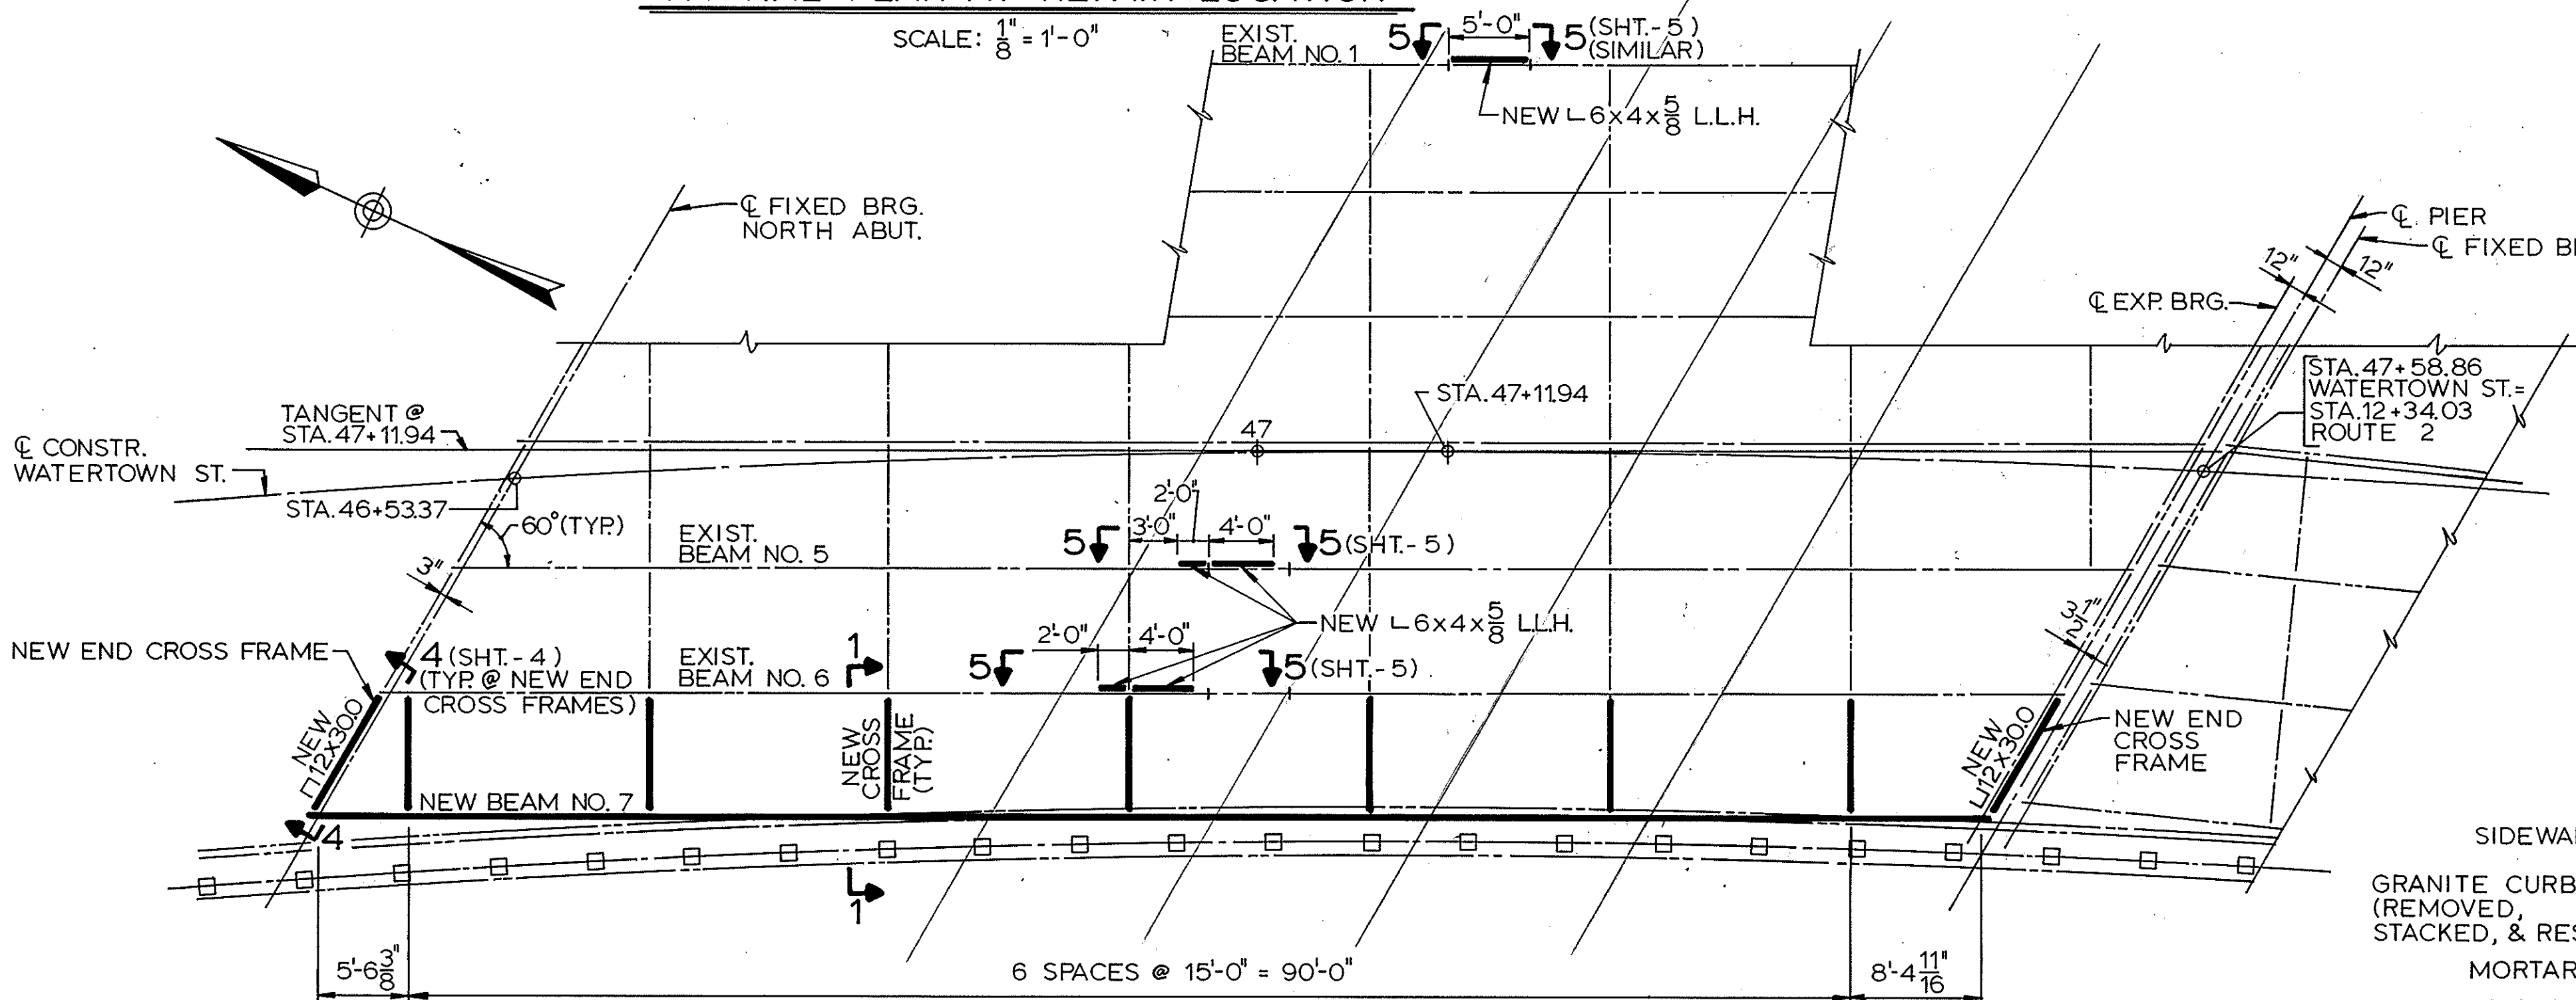 SCALE: 1/8" = 1'-0"
EXIST.
BEAM NO. 1
5
5'-0"
5 (SHT.-5)
(SIMILAR)
NEW ∟6x4x5/8 L.L.H.
℄ FIXED BRG.
NORTH ABUT.
℄ PIER
℄ FIXED
12"
12"
℄ EXP. BRG.
STA.47+58.86
WATERTOWN ST.=
STA.12+34.03
ROUTE 2
TANGENT @
STA.47+11.94
47
STA.47+11.94
℄ CONSTR.
WATERTOWN ST.
STA.46+53.37
60°(TYP.)
2'-0"
3'-0"
4'-0"
EXIST.
BEAM NO. 5
5
5 (SHT.-5)
3"
NEW ∟6x4x5/8 L.L.H.
3 1/2"
NEW END CROSS FRAME
4 (SHT.-4)
(TYP. @ NEW END
CROSS FRAMES)
EXIST.
BEAM NO. 6
1
2'-0"
4'-0"
5
5 (SHT.-5)
NEW
12x30.0
NEW
CROSS
FRAME
(TYP.)
NEW
12x30.0
NEW END
CROSS
FRAME
NEW BEAM NO. 7
4
1
GRANITE CURB
(REMOVED,
STACKED, &
MORTAR
5'-6 3/8"
6 SPACES @ 15'-0" = 90'-0"
8'-4 11/16"